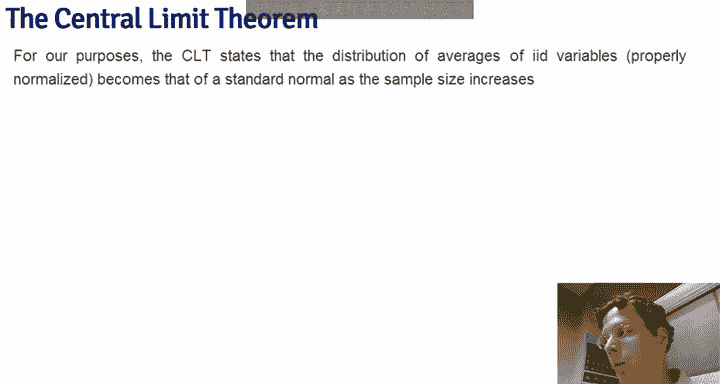 The Central Limit Theorem
For our purposes, the CLT states that the distribution of averages of iid variables (properly
normalized) becomes that of a standard normal as the sample size increases